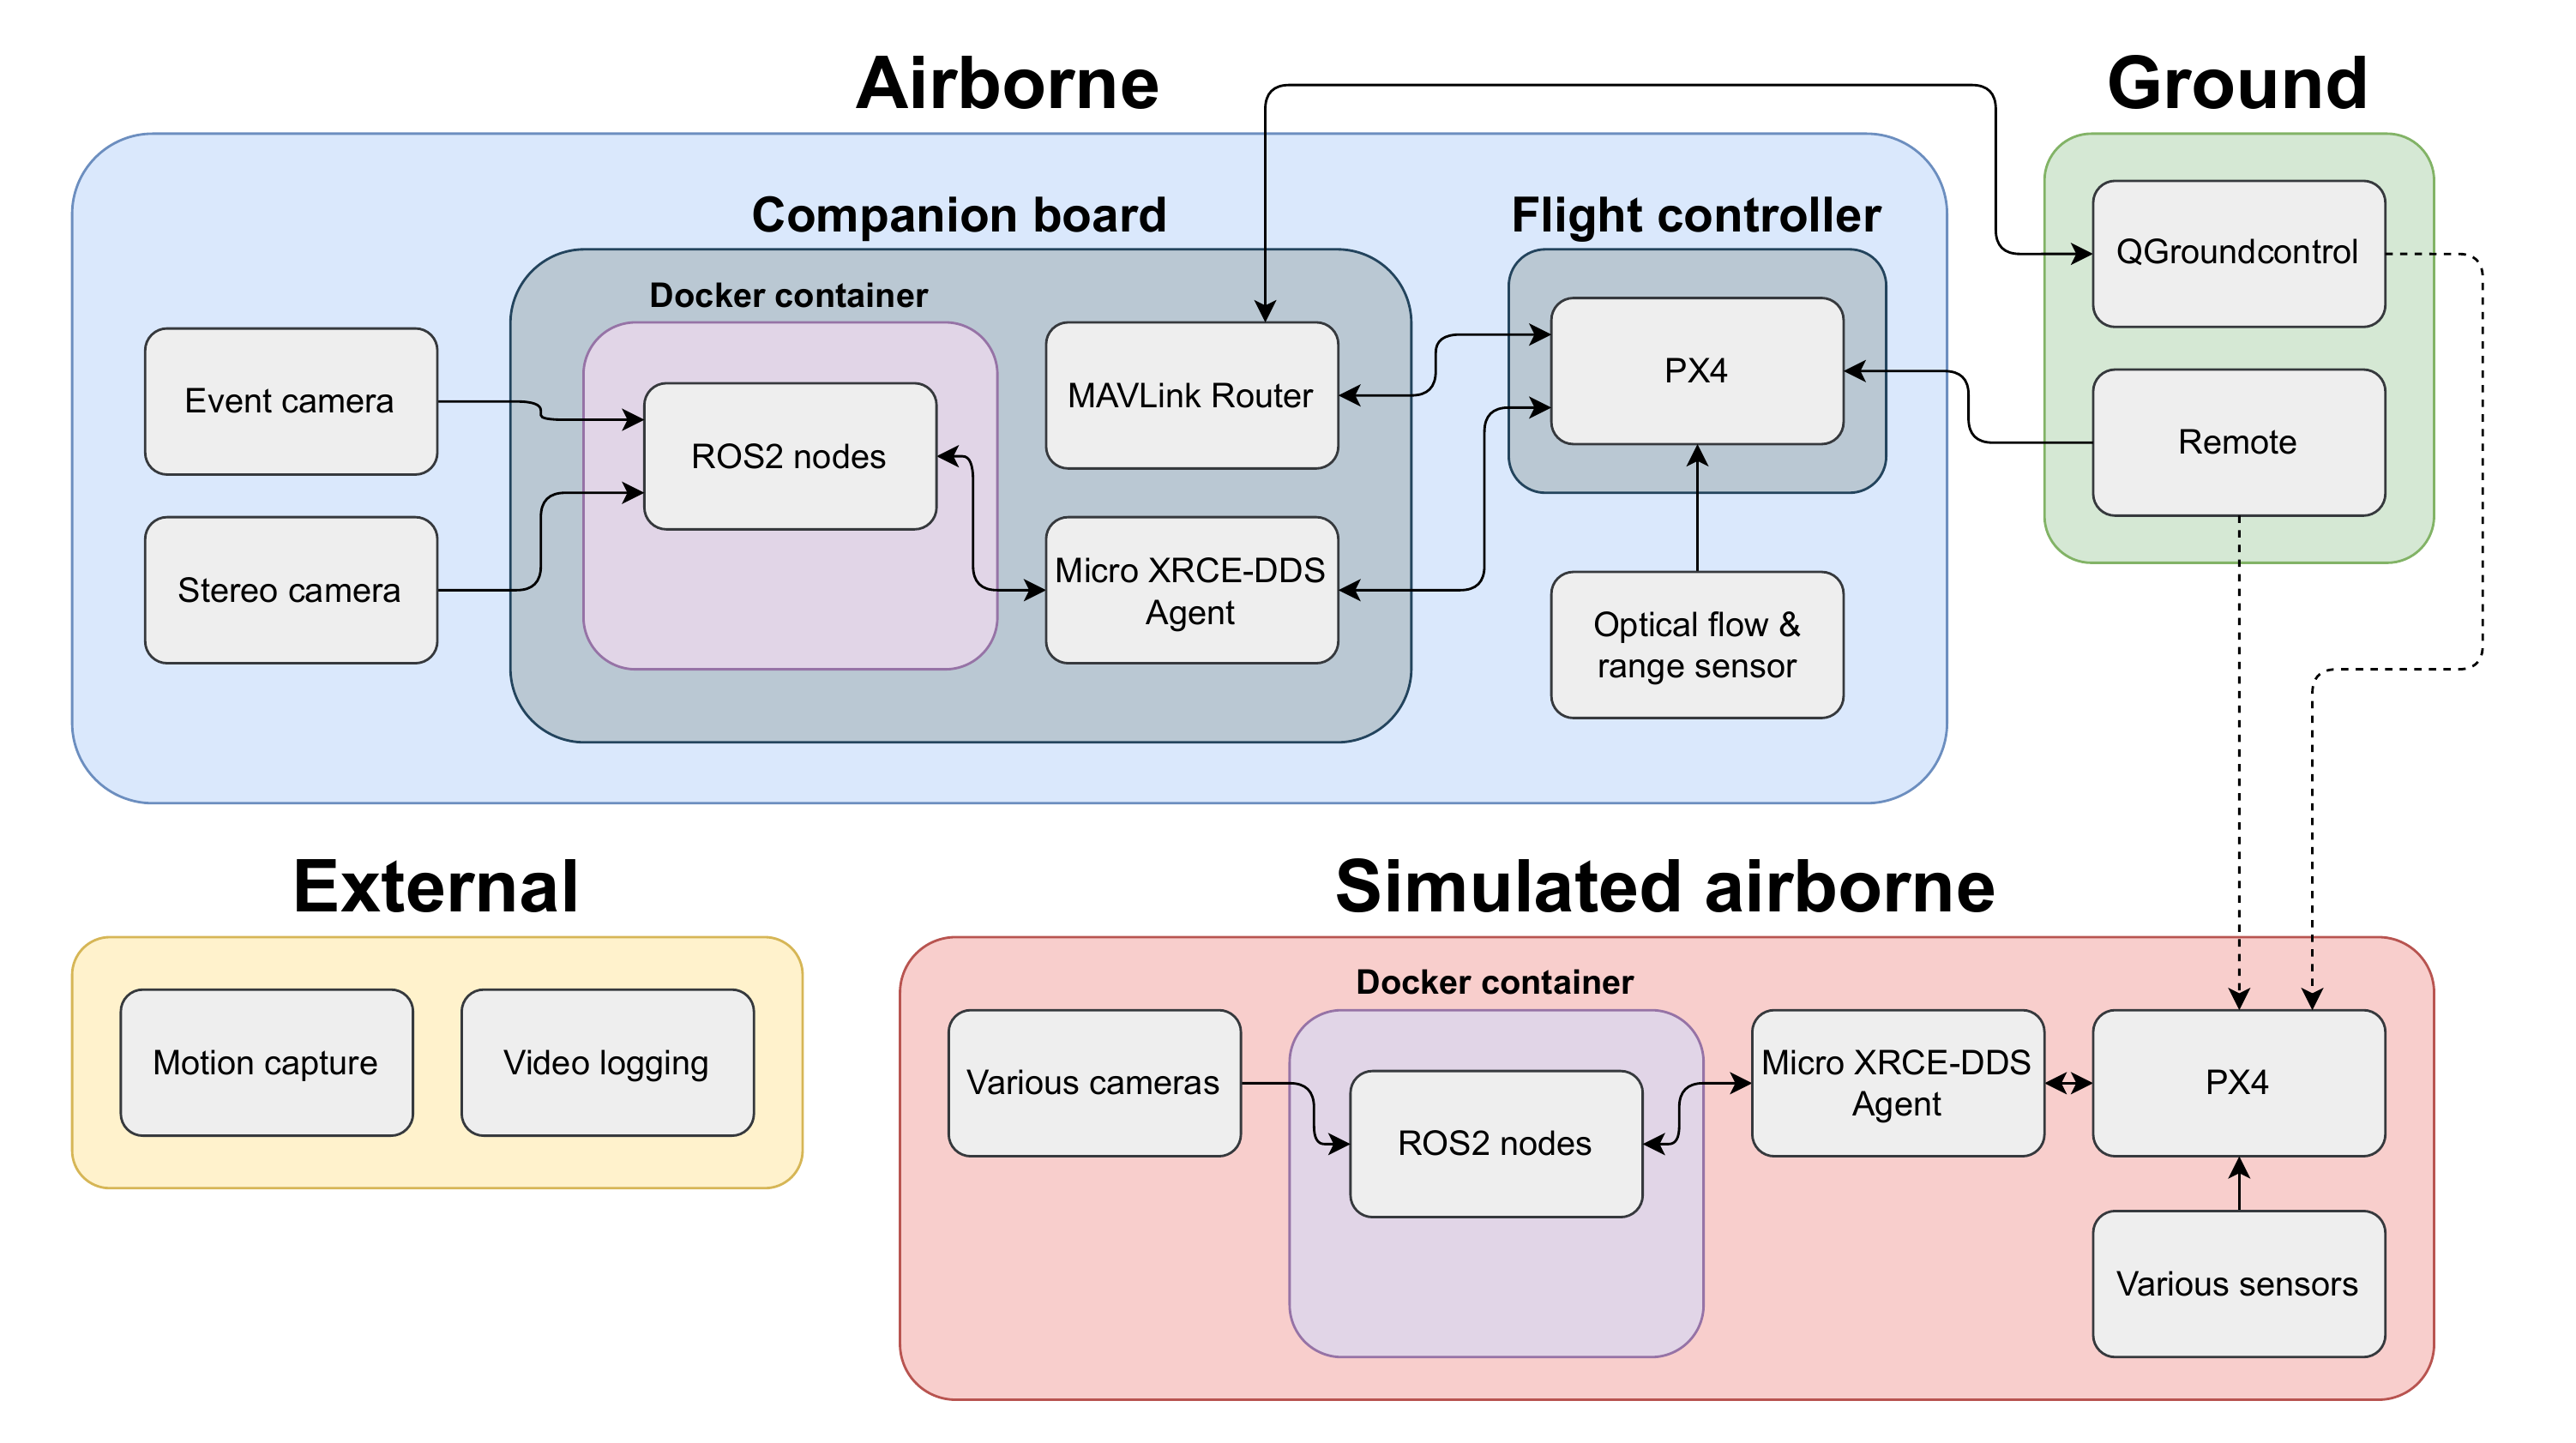 Airborne
Ground
Companion board
Flight controller
QGroundcontrol
Docker container
Event camera
MAVLink Router
PX4
Remote
ROS2 nodes
Stereo camera
Micro XRCE-DDS
Agent
Optical flow &
range sensor
External
Simulated airborne
Docker container
Motion capture
Video logging
Various cameras
ROS2 nodes
Micro XRCE-DDS
Agent
PX4
Various sensors